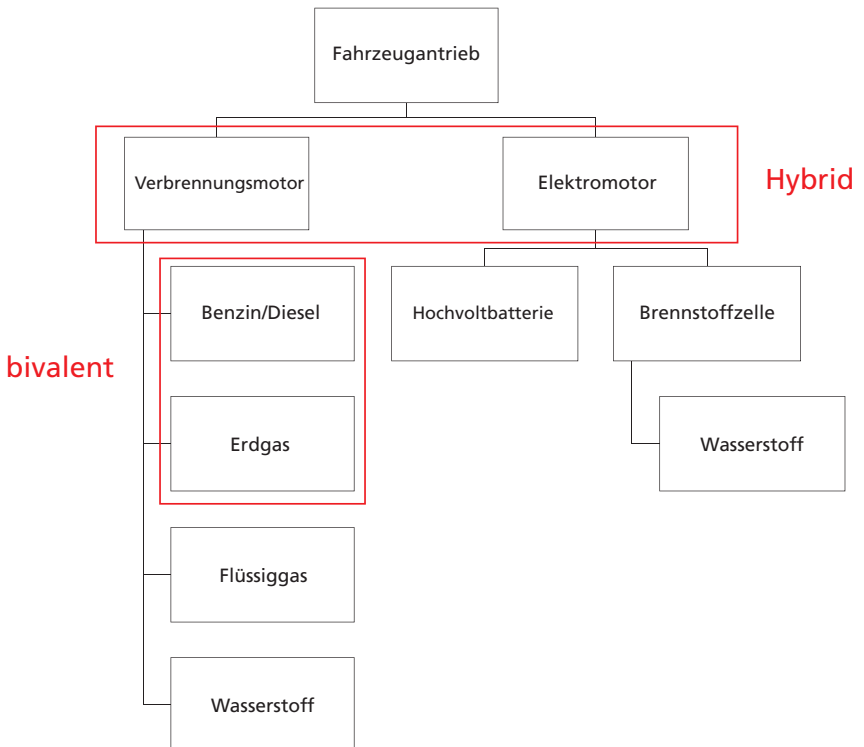 Fahrzeugantrieb
Verbrennungsmotor
Elektromotor
Hybrid
Benzin/Diesel
Hochvoltbatterie
Brennstoffzelle
bivalent
Erdgas
Wasserstoff
Flüssiggas
Wasserstoff